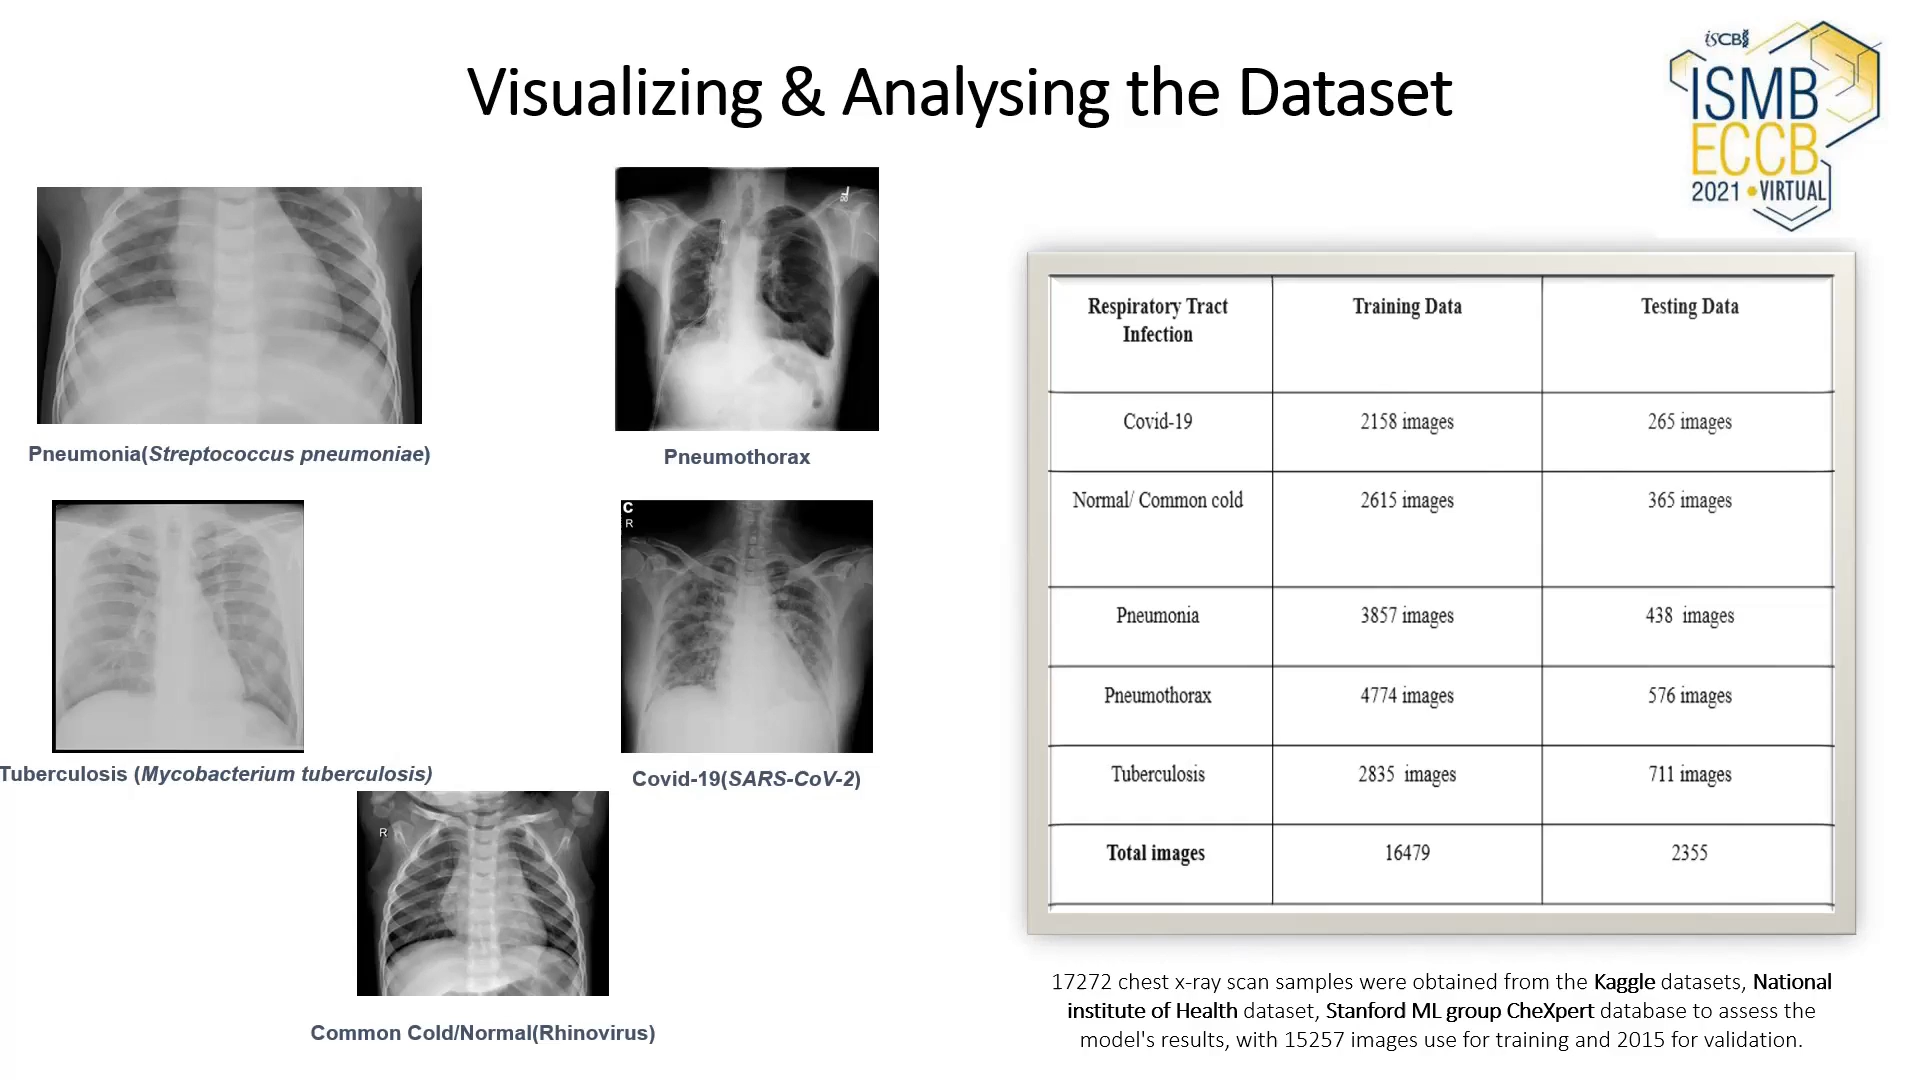 Visualizing & Analysing the Dataset
iSCB
ISMB
ECCB
2021 • VIRTUAL
Pneumonia(Streptococcus pneumoniae)
Pneumothorax
C
R
Tuberculosis (Mycobacterium tuberculosis)
Covid-19(SARS-CoV-2)
R
Common Cold/Normal(Rhinovirus)
Respiratory Tract Infection Training Data Testing Data
Covid-19 2158 images 265 images
Normal/ Common cold 2615 images 365 images
Pneumonia 3857 images 438 images
Pneumothorax 4774 images 576 images
Tuberculosis 2835 images 711 images
Total images 16479 2355
17272 chest x-ray scan samples were obtained from the Kaggle datasets, National
institute of Health dataset, Stanford ML group CheXpert database to assess the
model's results, with 15257 images use for training and 2015 for validation.